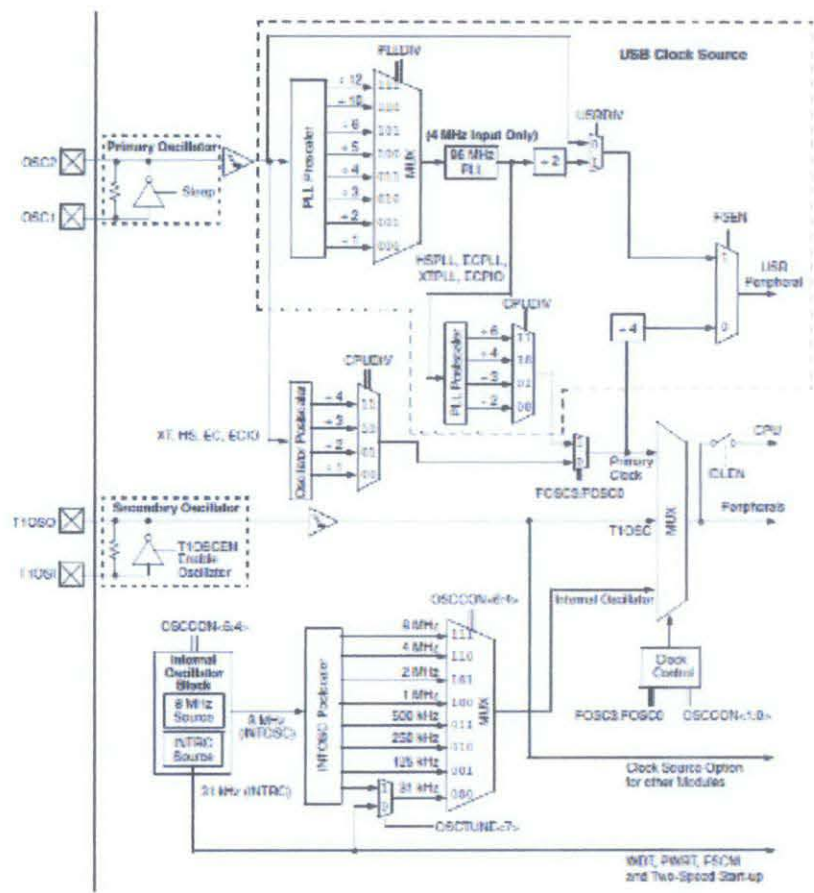 PLLDIV
USB Clock Source
÷ 12
111
÷ 10
110
÷ 6
101
÷ 5
100
÷ 4
011
÷ 3
010
÷ 2
001
÷ 1
000
PLL Prescaler
MUX
(4 MHz Input Only)
96 MHz
PLL
÷ 2
USBDIV
0
1
Primary Oscillator
OSC2
Sleep
OSC1
FSEN
1
USB
Peripheral
0
HSPLL, ECPLL,
XTPLL, ECPIO
÷ 4
CPUDIV
PLL Postscaler
÷ 6
11
÷ 4
10
÷ 3
01
÷ 2
00
CPUDIV
Oscillator Postscaler
÷ 4
11
÷ 3
10
÷ 2
01
÷ 1
00
XT, HS, EC, ECIO
1
0
Primary
Clock
FOSC3:FOSC0
CPU
IDLEN
Peripherals
MUX
Secondary Oscillator
T1OSO
T1OSC
T1OSCEN
Enable
Oscillator
T1OSI
Internal Oscillator
OSCCON<6:4>
OSCCON<6:4>
Internal
Oscillator
Block
8 MHz
Source
INTRC
Source
8 MHz
(INTOSC)
31 kHz (INTRC)
INTOSC Postscaler
8 MHz
111
4 MHz
110
2 MHz
101
1 MHz
100
500 kHz
011
250 kHz
010
125 kHz
001
31 kHz
000
MUX
1
0
OSCTUNE<7>
Clock
Control
FOSC3:FOSC0
OSCCON<1:0>
Clock Source Option
for other Modules
WDT, PWRT, FSCM
and Two-Speed Start-up